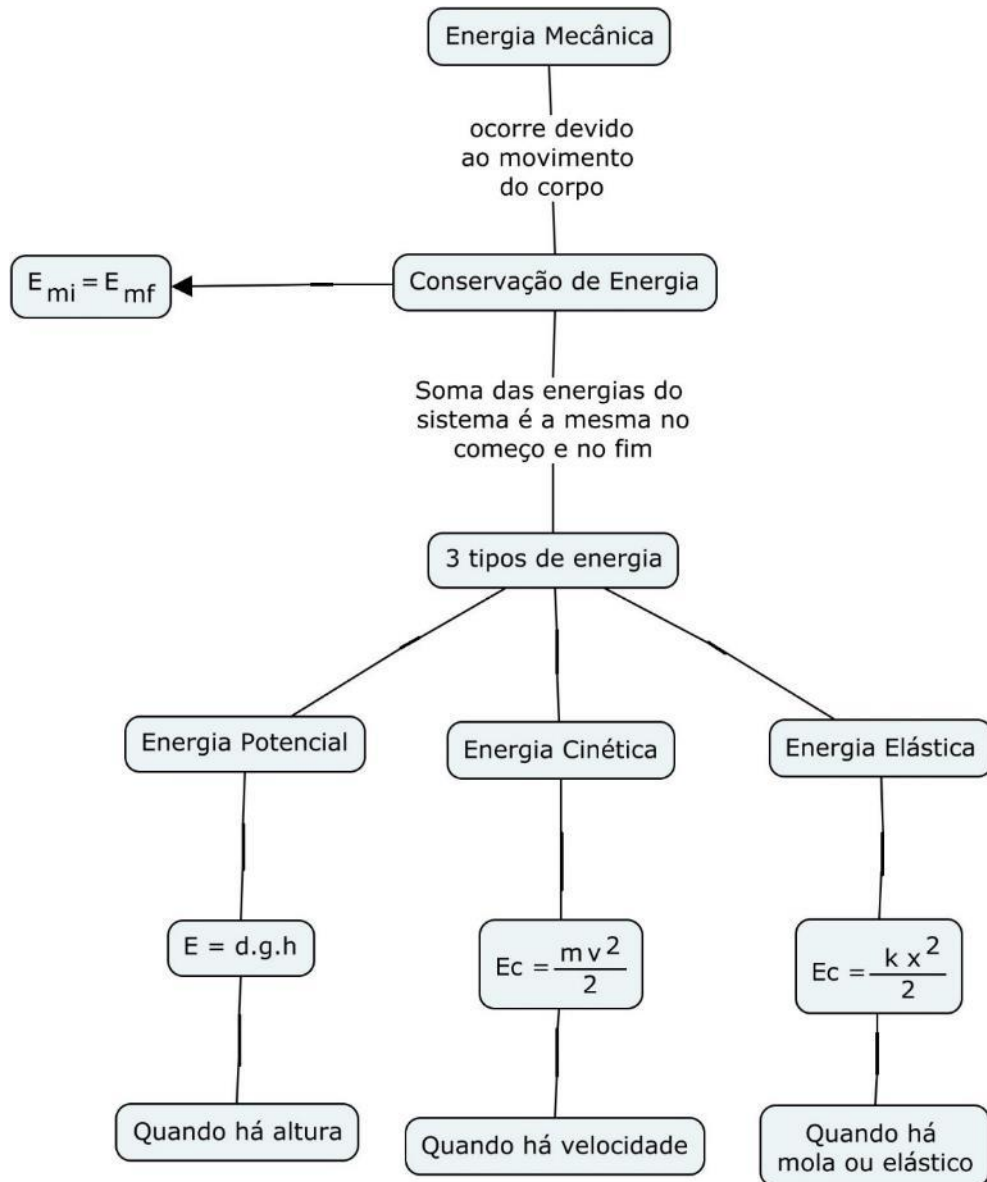 Energia Mecânica
ocorre devido
ao movimento
do corpo
E mi = E mf
Conservação de Energia
Soma das energias do
sistema é a mesma no
começo e no fim
3 tipos de energia
Energia Potencial
Energia Cinética
Energia Elástica
E = d.g.h
Ec = m v² / 2
Ec = k x² / 2
Quando há altura
Quando há velocidade
Quando há
mola ou elástico